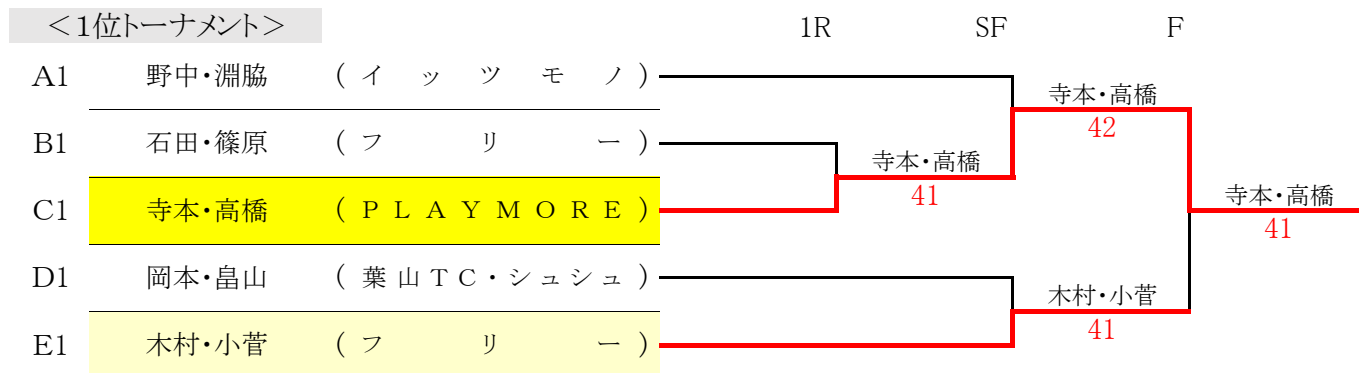 ＜１位トーナメント＞ 1R SF F
A1 野中・淵脇 (イッツモノ)
寺本・高橋
42
B1 石田・篠原 (フリー)
寺本・高橋
41
C1 寺本・高橋 (PLAYMORE)
寺本・高橋
41
D1 岡本・畠山 (葉山TC・シュシュ)
木村・小菅
41
E1 木村・小菅 (フリー)